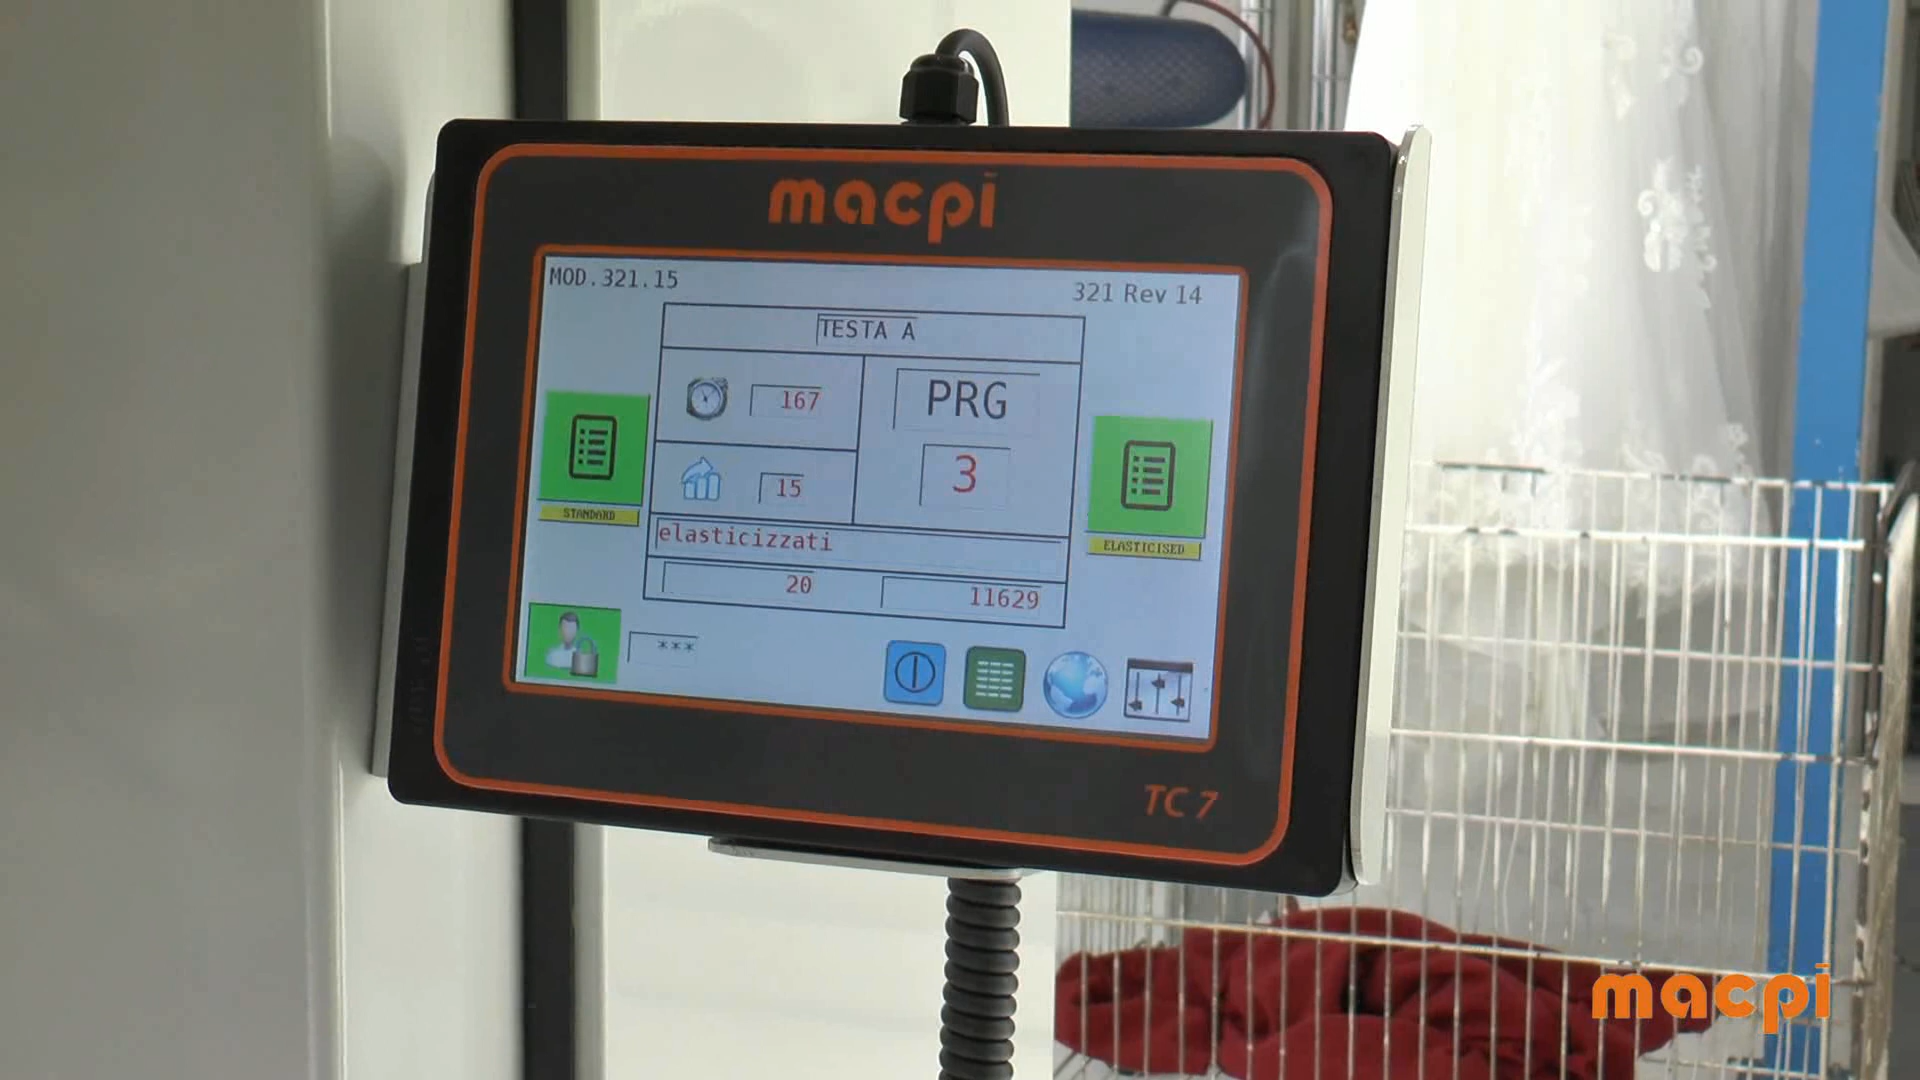 macpi
MOD.321.15
321 Rev 14
TESTA A
167
PRG
15
3
STANDARD
elasticizzati
ELASTICISED
20
11629
***
TC 7
macpi